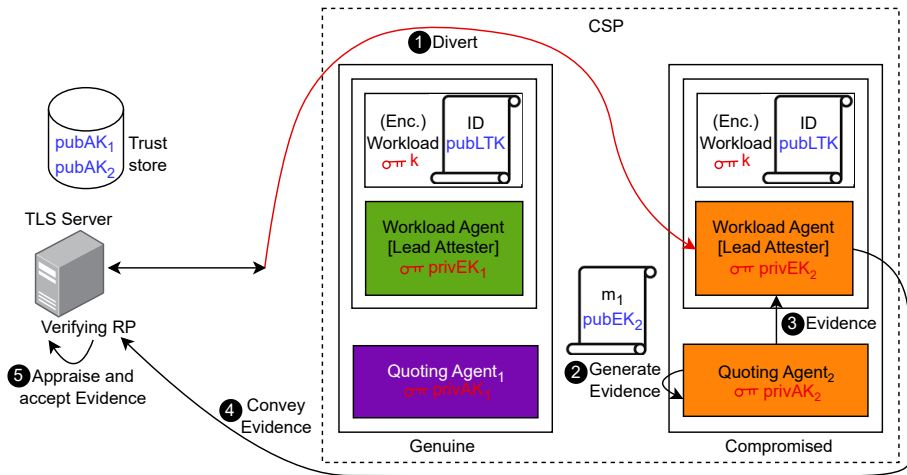 CSP
1 Divert
pubAK1
pubAK2
Trust
store
TLS Server
Verifying RP
5 Appraise and
accept Evidence
4 Convey
Evidence
(Enc.)
Workload
k
ID
pubLTK
Workload Agent
[Lead Attester]
privEK1
Quoting Agent1
privAK1
Genuine
m1
pubEK2
2 Generate
Evidence
(Enc.)
Workload
k
ID
pubLTK
Workload Agent
[Lead Attester]
privEK2
3 Evidence
Quoting Agent2
privAK2
Compromised